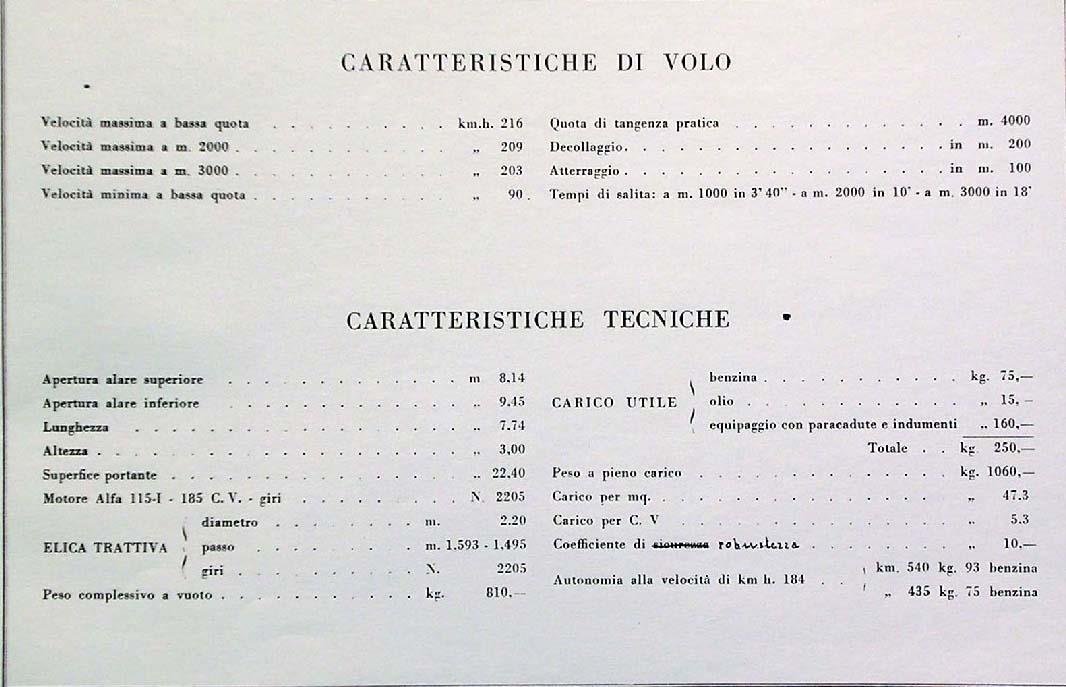 CARATTERISTICHE DI VOLO
Velocità massima a bassa quota . . . . . . . . . . km.h. 216
Velocità massima a m. 2000 . . . . . . . . . . . „ 209
Velocità massima a m. 3000 . . . . . . . . . . . „ 203
Velocità minima a bassa quota . . . . . . . . . . „ 90 .
Quota di tangenza pratica . . . . . . . . . . . . . m. 4000
Decollaggio . . . . . . . . . . . . . . . . . in m. 200
Atterraggio . . . . . . . . . . . . . . . . . in m. 100
Tempi di salita: a m. 1000 in 3' 40" - a m. 2000 in 10' - a m. 3000 in 18'
CARATTERISTICHE TECNICHE
Apertura alare superiore . . . . . . . . . . . . m 8.14
Apertura alare inferiore . . . . . . . . . . . . „ 9,45
Lunghezza . . . . . . . . . . . . . . . . „ 7.74
Altezza . . . . . . . . . . . . . . . . . „ 3,00
Superfice portante . . . . . . . . . . . . . . „ 22,40
Motore Alfa 115-I - 185 C. V. - giri . . . . . . . . N. 2205
ELICA TRATTIVA
diametro . . . . . . . . m. 2.20
passo . . . . . . . . . m. 1.593 - 1,495
giri . . . . . . . . . . N. 2205
Peso complessivo a vuoto . . . . . . . . . . . kg. 810,—
CARICO UTILE
benzina . . . . . . . . . . . kg. 75,—
olio . . . . . . . . . . . . „ 15, –
equipaggio con paracadute e indumenti „ 160,—
Totale . . kg. 250,—
Peso a pieno carico . . . . . . . . . . . . . kg. 1060,—
Carico per mq. . . . . . . . . . . . . . . . „ 47.3
Carico per C. V . . . . . . . . . . . . . . . „ 5.3
Coefficiente di sicurezza robustezza . . . . . . . . „ 10,—
Autonomia alla velocità di km h. 184 . .
km. 540 kg. 93 benzina
„ 435 kg. 75 benzina